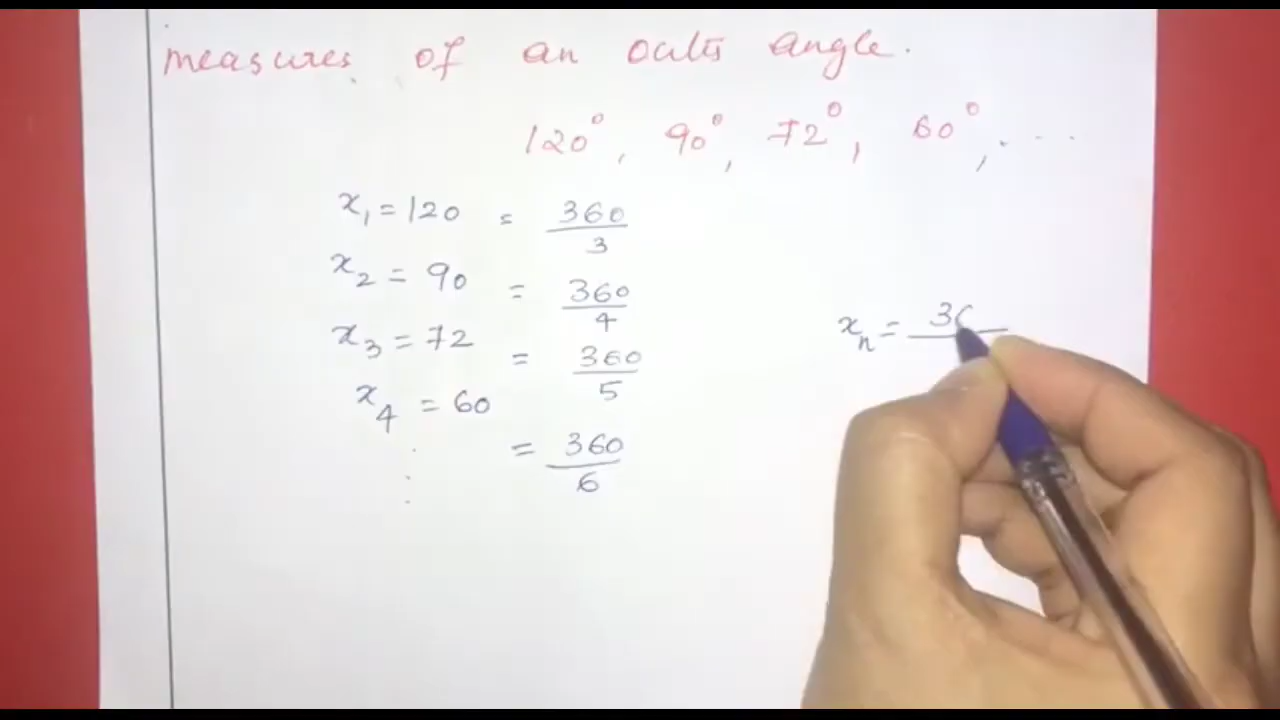 measures of an outer angle.
120°, 90°, 72°, 60°, ...
x₁ = 120 = 360/3
x₂ = 90 = 360/4
x₃ = 72 = 360/5
x₄ = 60 = 360/6
xₙ = 36